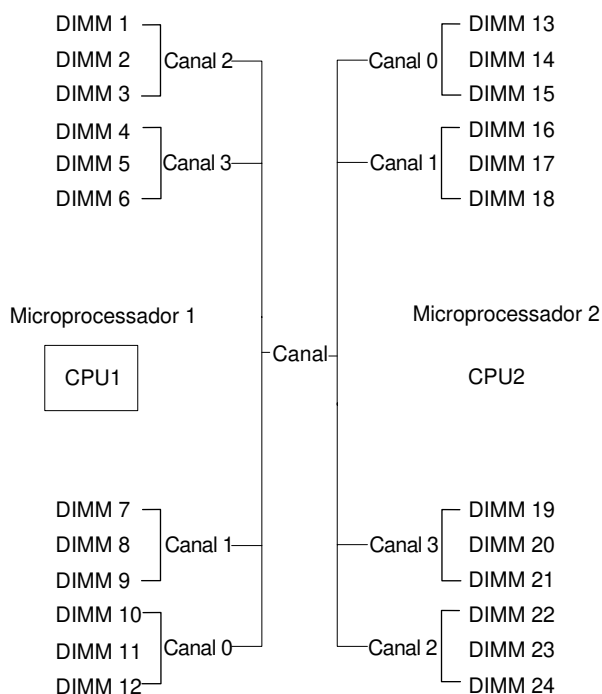 DIMM 1
DIMM 2
DIMM 3
Canal 2
DIMM 4
DIMM 5
DIMM 6
Canal 3
DIMM 13
DIMM 14
DIMM 15
Canal 0
DIMM 16
DIMM 17
DIMM 18
Canal 1
Microprocessador 1
CPU1
Canal
Microprocessador 2
CPU2
DIMM 7
DIMM 8
DIMM 9
Canal 1
DIMM 10
DIMM 11
DIMM 12
Canal 0
DIMM 19
DIMM 20
DIMM 21
Canal 3
DIMM 22
DIMM 23
DIMM 24
Canal 2